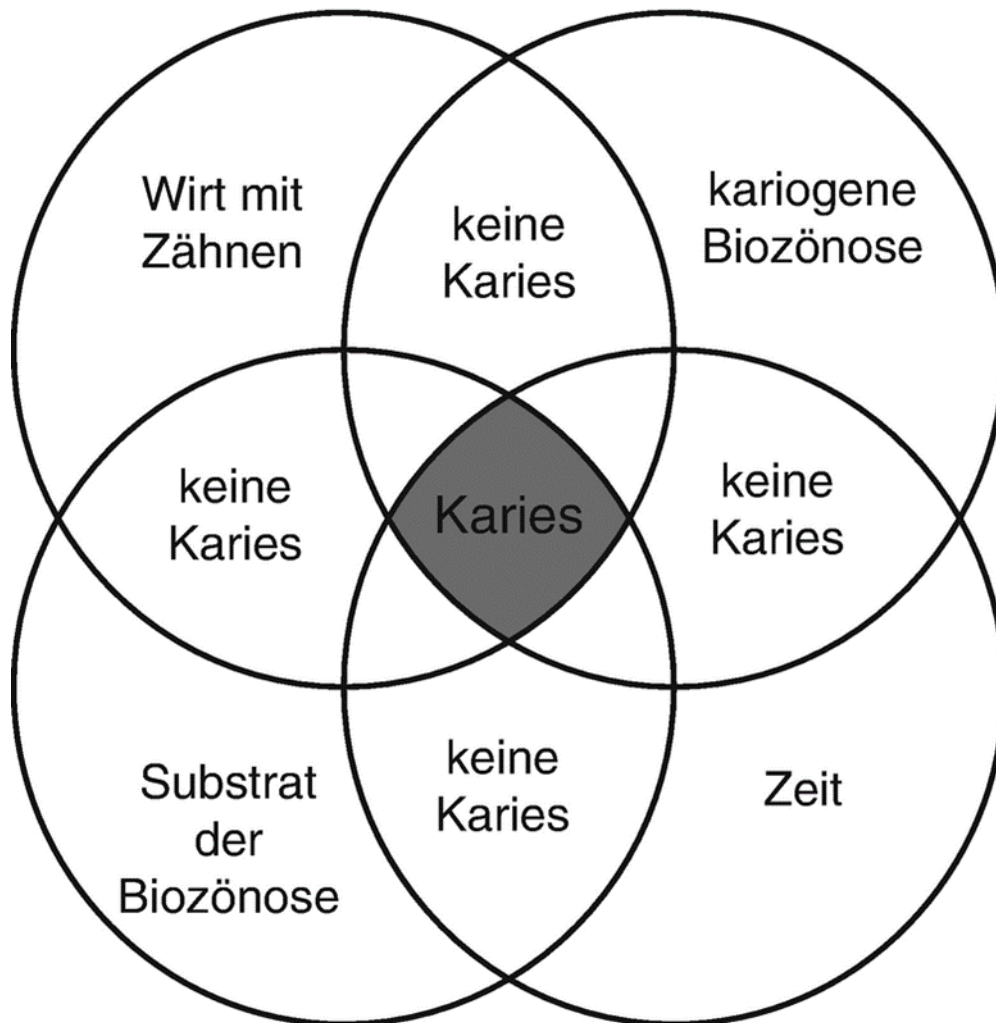 Wirt mit
Zähnen
keine
Karies
kariogene
Biozönose
keine
Karies
Karies
keine
Karies
Substrat
der
Biozönose
keine
Karies
Zeit